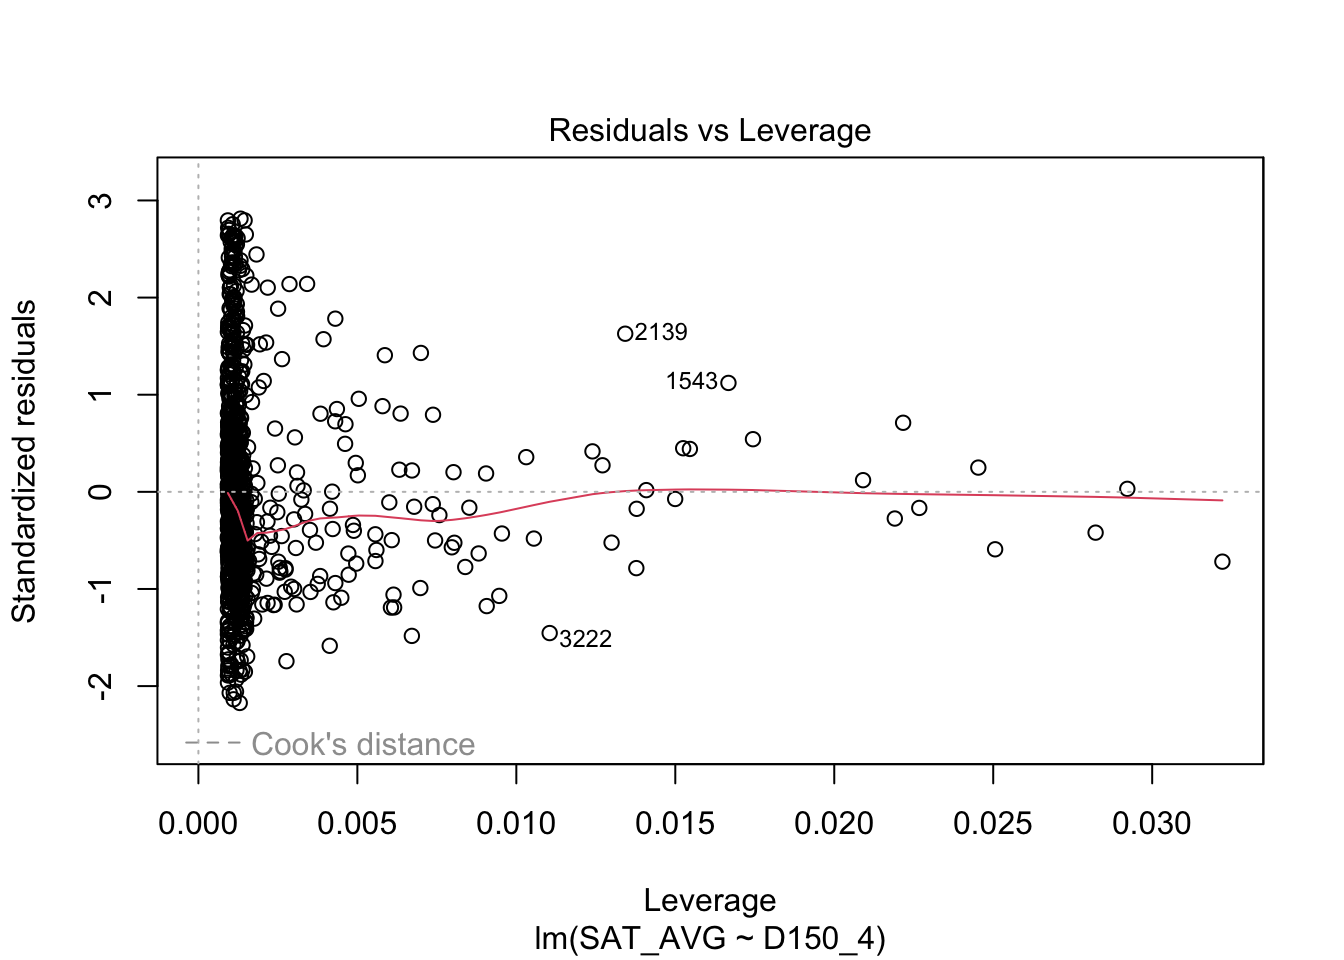 Residuals vs Leverage
Standardized residuals
3
2
1
0
-1
-2
2139
1543
3222
Cook's distance
0.000 0.005 0.010 0.015 0.020 0.025 0.030
Leverage
lm(SAT_AVG ~ D150_4)